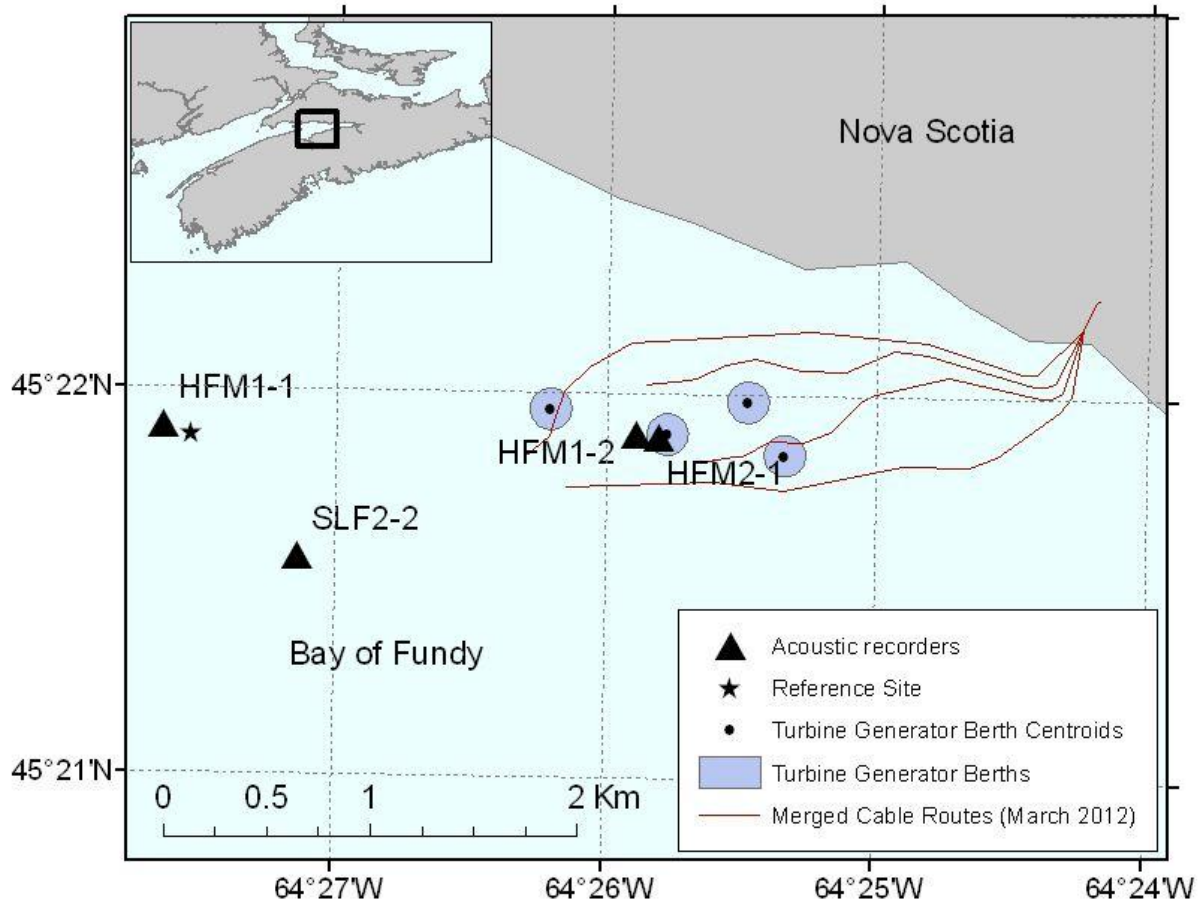 Nova Scotia
45°22'N
HFM1-1
HFM1-2
HFM2-1
SLF2-2
Bay of Fundy
45°21'N
0 0.5 1 2 Km
Acoustic recorders
Reference Site
Turbine Generator Berth Centroids
Turbine Generator Berths
Merged Cable Routes (March 2012)
64°27'W 64°26'W 64°25'W 64°24'W